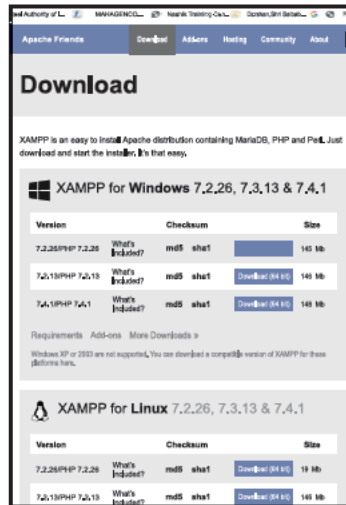 MAHAGENCO...
Nashik Training Cen...
Darshan,Shri Saibab...
Apache Friends Download Add-ons Hosting Community About
Download
XAMPP is an easy to install Apache distribution containing MariaDB, PHP and Perl. Just
download and start the installer. It's that easy.
XAMPP for Windows 7.2.26, 7.3.13 & 7.4.1
Version Checksum Size
7.2.26/PHP 7.2.26 What's Included? md5 sha1 145 Mb
7.3.13/PHP 7.3.13 What's Included? md5 sha1 Download (64 bit) 146 Mb
7.4.1/PHP 7.4.1 What's Included? md5 sha1 Download (64 bit) 148 Mb
Requirements Add-ons More Downloads »
Windows XP or 2003 are not supported. You can download a compatible version of XAMPP for these
platforms here.
XAMPP for Linux 7.2.26, 7.3.13 & 7.4.1
Version Checksum Size
7.2.26/PHP 7.2.26 What's Included? md5 sha1 Download (64 bit) Mb
7.3.13/PHP 7.3.13 What's Included? md5 sha1 Download (64 bit) 146 Mb